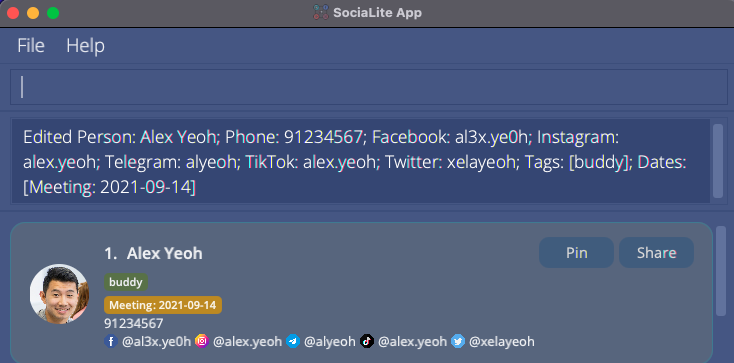 SociaLite App
File Help
Edited Person: Alex Yeoh; Phone: 91234567; Facebook: al3x.ye0h; Instagram:
alex.yeoh; Telegram: alyeoh; TikTok: alex.yeoh; Twitter: xelayeoh; Tags: [buddy]; Dates:
[Meeting: 2021-09-14]
1. Alex Yeoh Pin Share
buddy
Meeting: 2021-09-14
91234567
@al3x.ye0h @alex.yeoh @alyeoh @alex.yeoh @xelayeoh